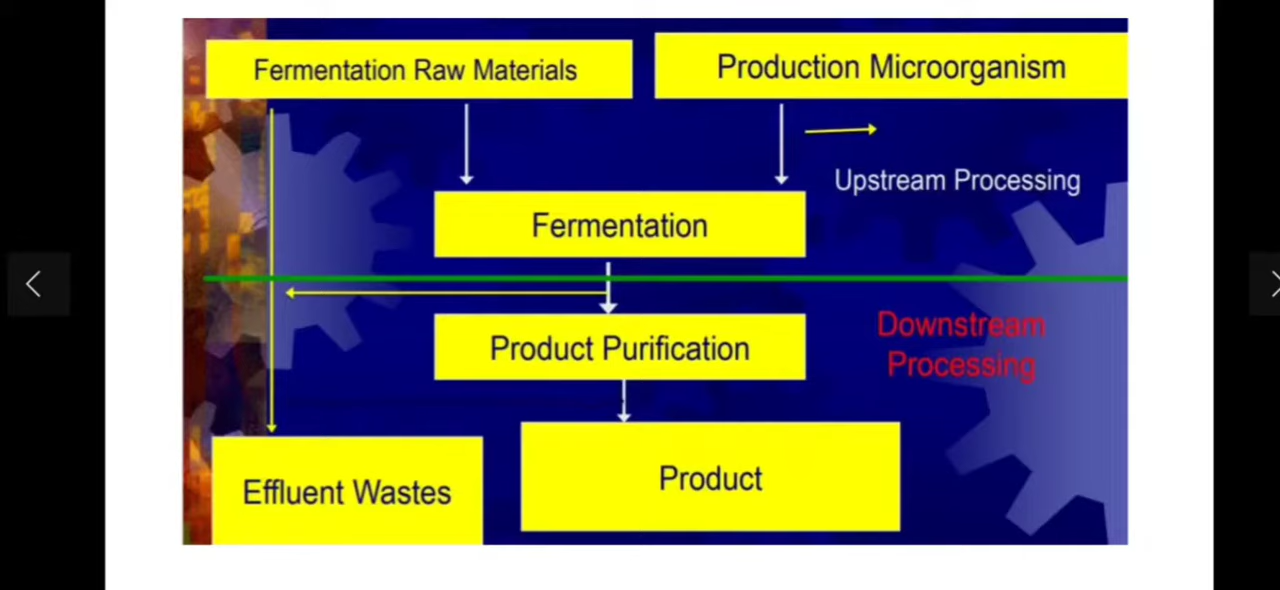 Fermentation Raw Materials
Production Microorganism
Upstream Processing
Fermentation
Downstream
Processing
Product Purification
Effluent Wastes
Product